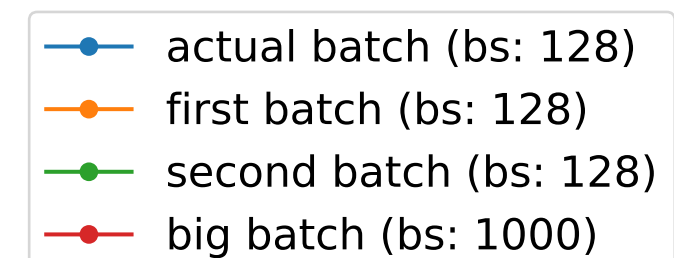 actual batch (bs: 128)
first batch (bs: 128)
second batch (bs: 128)
big batch (bs: 1000)